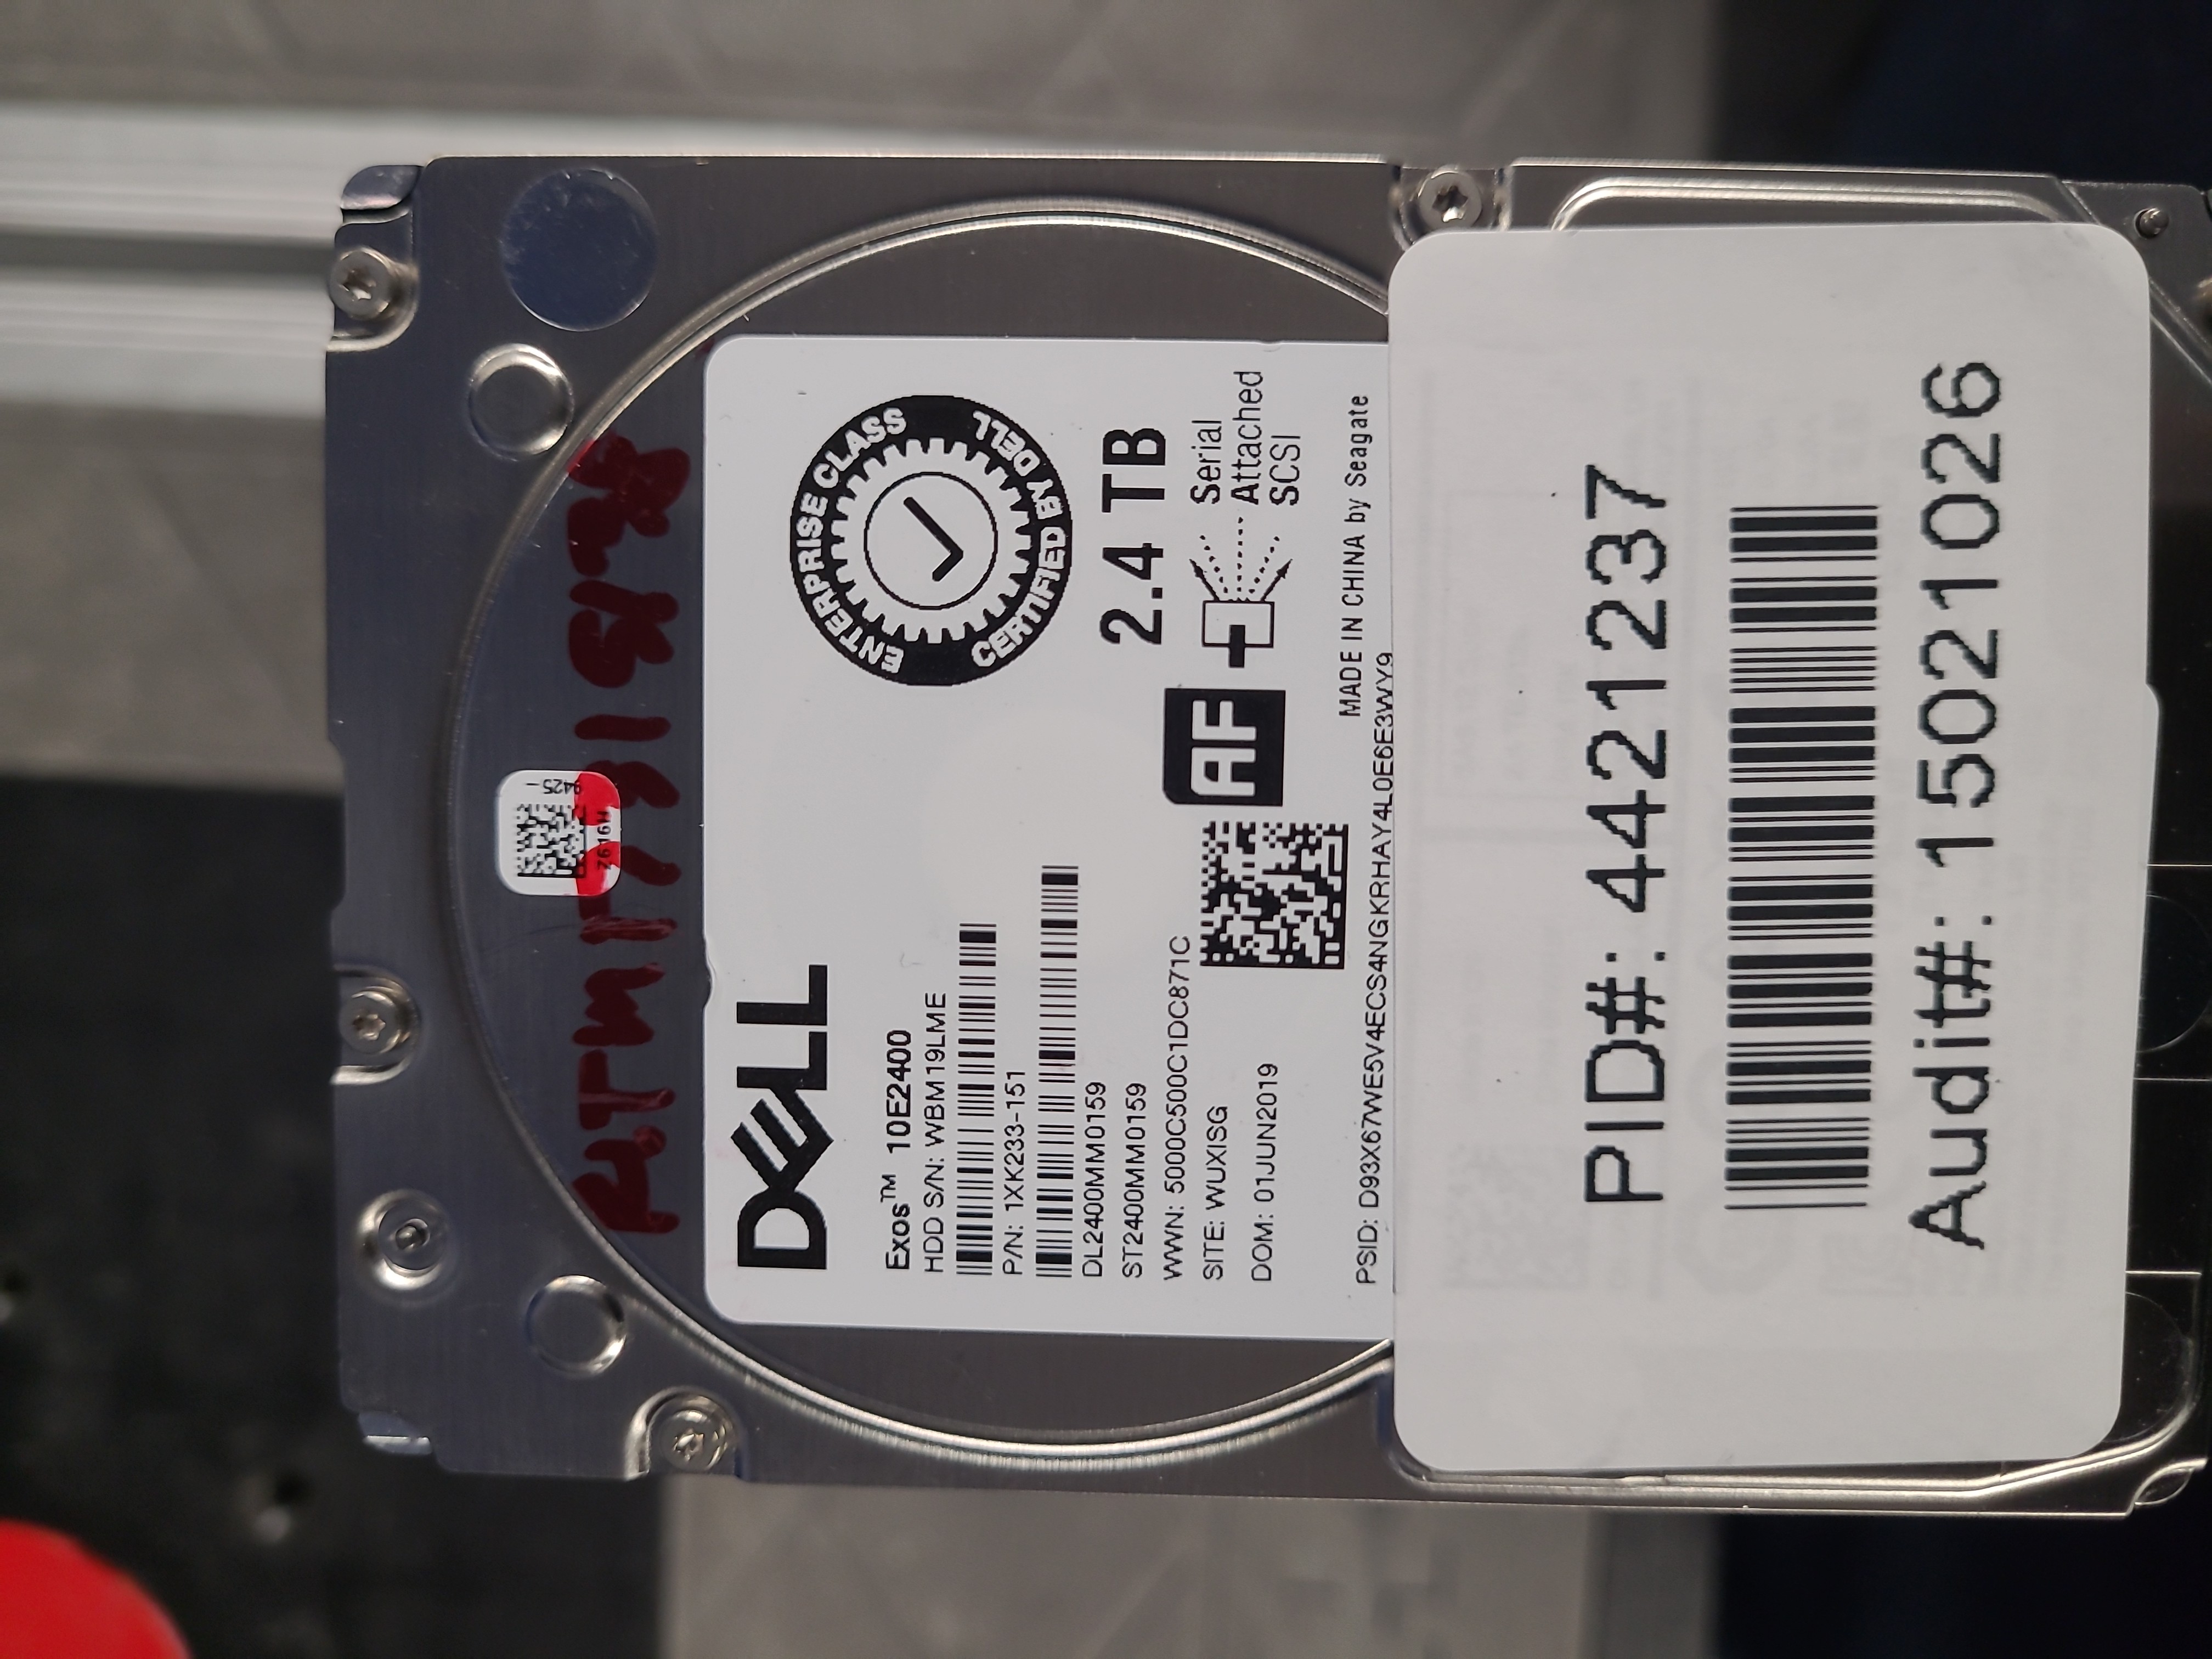 9425-
Z616H
DELL
ENTERPRISE CLASS
CERTIFIED BY DELL
Exos™ 10E2400
HDD S/N: WBM19LME
P/N: 1XK233-151
DL2400MM0159
ST2400MM0159
WWN: 5000C500C1DC871C
SITE: WUXISG
DOM: 01JUN2019
2.4 TB
AF
Serial
Attached
SCSI
MADE IN CHINA by Seagate
PSID: D93X67WE5V4ECS4NGKRHAY4L0E6E3WY9
PID#: 4421237
Audit#: 15021026